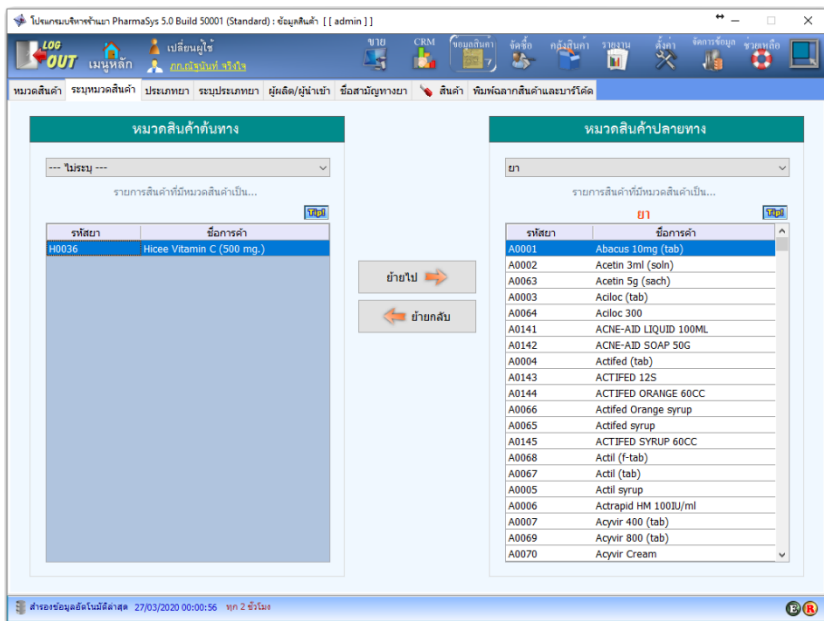 โปรแกรมบริหารร้านยา PharmaSys 5.0 Build 50001 (Standard) : ข้อมูลสินค้า [[ admin ]]
LOG OUT เมนูหลัก เปลี่ยนผู้ใช้ ขาย CRM ข้อมูลสินค้า จัดซื้อ คลังสินค้า รายงาน ตั้งค่า จัดการข้อมูล ช่วยเหลือ
หมวดสินค้า ระบุหมวดสินค้า ประเภทยา ระบุประเภทยา ผู้ผลิต/ผู้นำเข้า ชื่อสามัญทางยา สินค้า พิมพ์ฉลากสินค้าและบาร์โค้ด
หมวดสินค้าต้นทาง
--- ไม่ระบุ ---
รายการสินค้าที่มีหมวดสินค้าเป็น...
Tip!
รหัสยา ชื่อการค้า
H0036 Hicee Vitamin C (500 mg.)
ย้ายไป
ย้ายกลับ
หมวดสินค้าปลายทาง
ยา
รายการสินค้าที่มีหมวดสินค้าเป็น...
ยา Tip!
รหัสยา ชื่อการค้า
A0001 Abacus 10mg (tab)
A0002 Acetin 3ml (soln)
A0063 Acetin 5g (sach)
A0003 Aciloc (tab)
A0064 Aciloc 300
A0141 ACNE-AID LIQUID 100ML
A0142 ACNE-AID SOAP 50G
A0004 Actifed (tab)
A0143 ACTIFED 12S
A0144 ACTIFED ORANGE 60CC
A0066 Actifed Orange syrup
A0065 Actifed syrup
A0145 ACTIFED SYRUP 60CC
A0068 Actil (f-tab)
A0067 Actil (tab)
A0005 Actil syrup
A0006 Actrapid HM 100IU/ml
A0007 Acyvir 400 (tab)
A0069 Acyvir 800 (tab)
A0070 Acyvir Cream
สำรองข้อมูลอัตโนมัติล่าสุด 27/03/2020 00:00:56 ทุก 2 ชั่วโมง E R